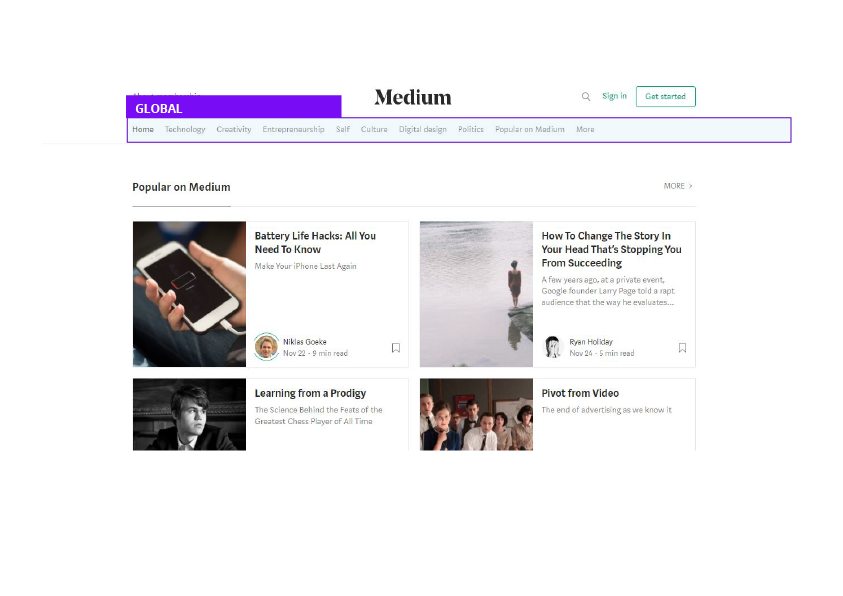 Medium
Sign in
Get started
GLOBAL
Home Technology Creativity Entrepreneurship Self Culture Digital design Politics Popular on Medium More
Popular on Medium
MORE >
Battery Life Hacks: All You
Need To Know
Make Your iPhone Last Again
Niklas Goeke
Nov 22 - 9 min read
How To Change The Story In
Your Head That's Stopping You
From Succeeding
A few years ago, at a private event,
Google founder Larry Page told a rapt
audience that the way he evaluates...
Ryan Holiday
Nov 24 - 5 min read
Learning from a Prodigy
The Science Behind the Feats of the
Greatest Chess Player of All Time
Pivot from Video
The end of advertising as we know it